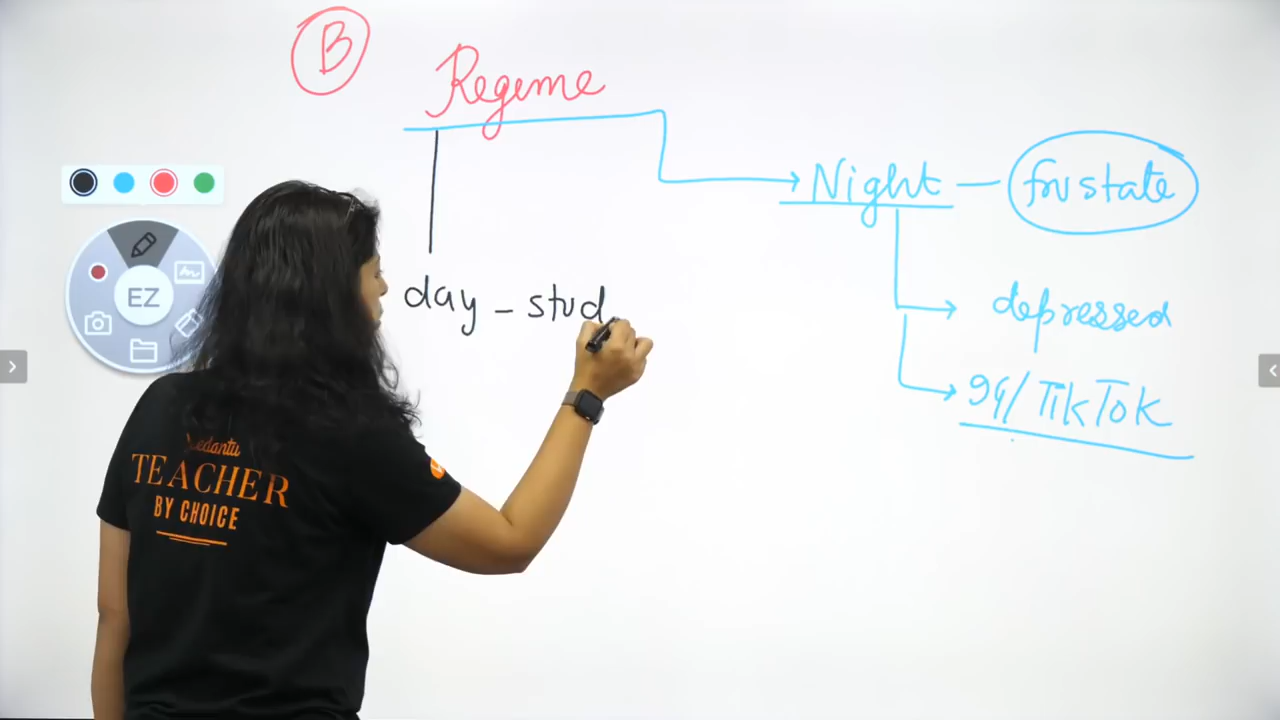 B
Regeme
Night – frustate
day – stud
depressed
9G/TikTok
EZ
vedantu
TEACHER
BY CHOICE